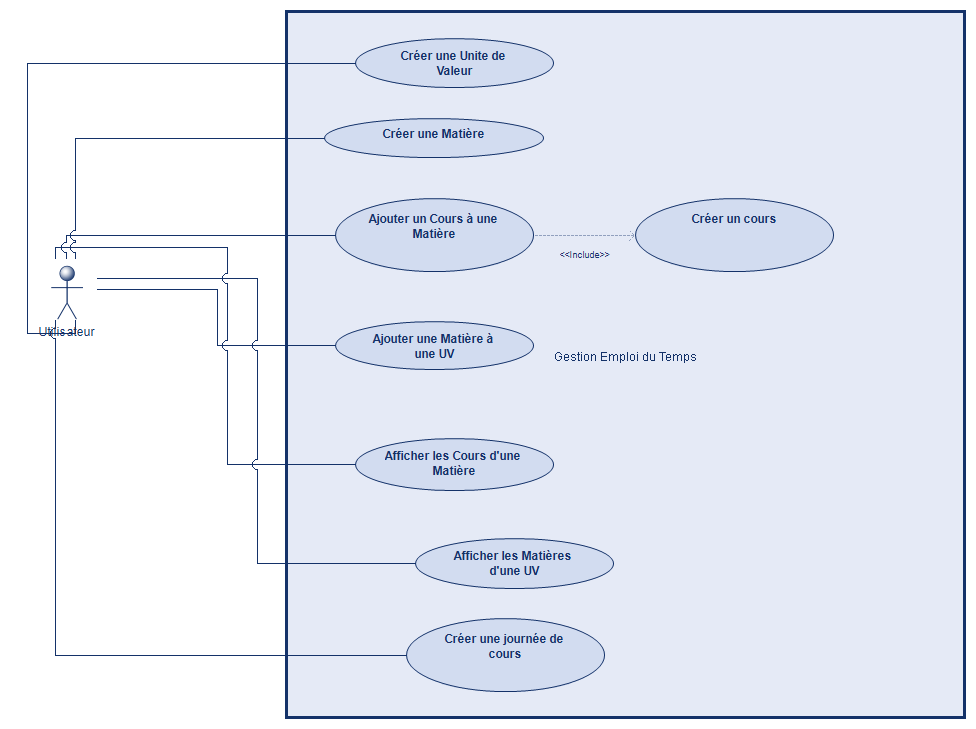 Créer une Unite de
Valeur
Créer une Matière
Ajouter un Cours à une
Matière
Créer un cours
<<Include>>
Utilisateur
Ajouter une Matière à
une UV
Gestion Emploi du Temps
Afficher les Cours d'une
Matière
Afficher les Matières
d'une UV
Créer une journée de
cours